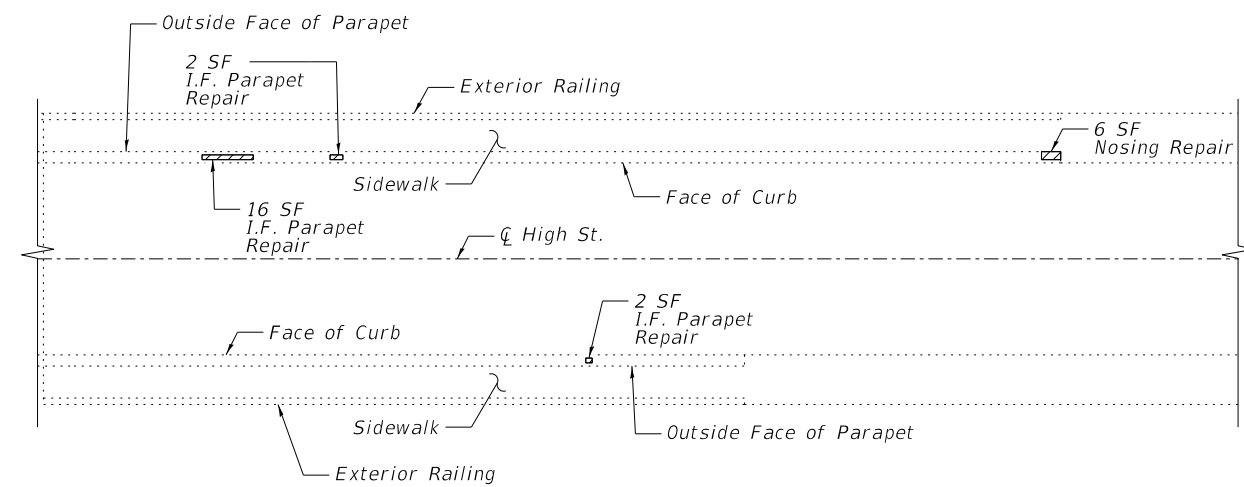 Outside Face of Parapet
2 SF
I.F. Parapet
Repair
Exterior Railing
6 SF
Nosing Repair
Sidewalk
Face of Curb
16 SF
I.F. Parapet
Repair
℄ High St.
2 SF
I.F. Parapet
Repair
Face of Curb
Sidewalk
Outside Face of Parapet
Exterior Railing